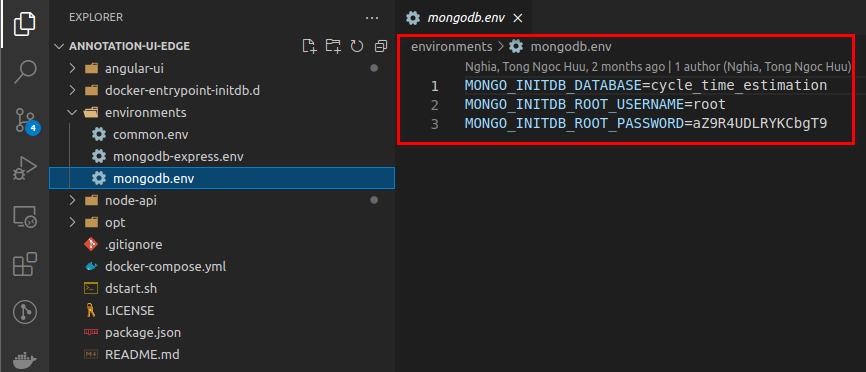 EXPLORER
ANNOTATION-UI-EDGE
angular-ui
docker-entrypoint-initdb.d
environments
common.env
mongodb-express.env
mongodb.env
node-api
opt
.gitignore
docker-compose.yml
dstart.sh
LICENSE
package.json
README.md
4
mongodb.env
environments > mongodb.env
Nghia, Tong Ngoc Huu, 2 months ago | 1 author (Nghia, Tong Ngoc Huu)
1 MONGO_INITDB_DATABASE=cycle_time_estimation
2 MONGO_INITDB_ROOT_USERNAME=root
3 MONGO_INITDB_ROOT_PASSWORD=aZ9R4UDLRYKCbgT9